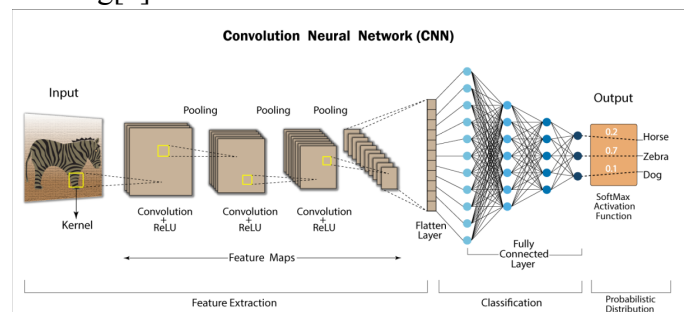 Convolution Neural Network (CNN)
Input
Pooling
Pooling
Pooling
Output
Kernel
Convolution
+
ReLU
Convolution
+
ReLU
Convolution
+
ReLU
Feature Maps
Flatten
Layer
Fully
Connected
Layer
0.2
0.7
0.1
Horse
Zebra
Dog
SoftMax
Activation
Function
Feature Extraction
Classification
Probabilistic
Distribution